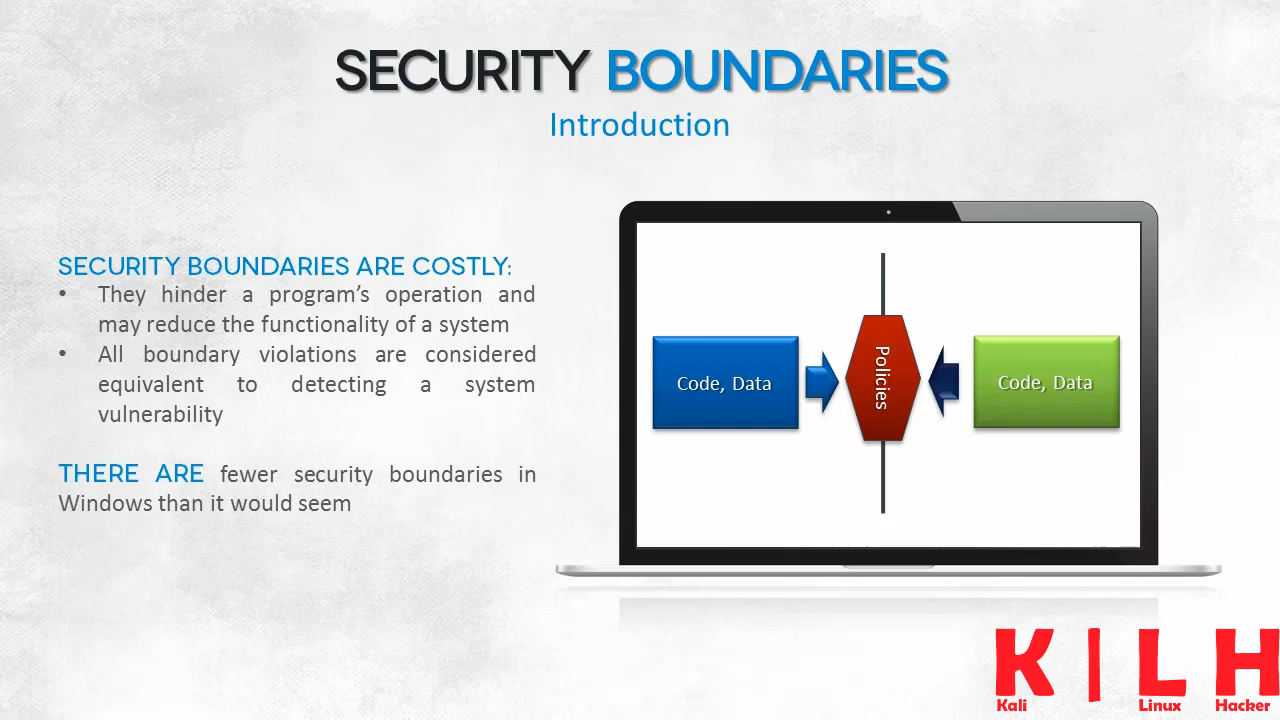 SECURITY BOUNDARIES
Introduction
SECURITY BOUNDARIES ARE COSTLY:
• They hinder a program's operation and
may reduce the functionality of a system
• All boundary violations are considered
equivalent to detecting a system
vulnerability
THERE ARE fewer security boundaries in
Windows than it would seem
Code, Data
Policies
Code, Data
K | L H
Kali Linux Hacker